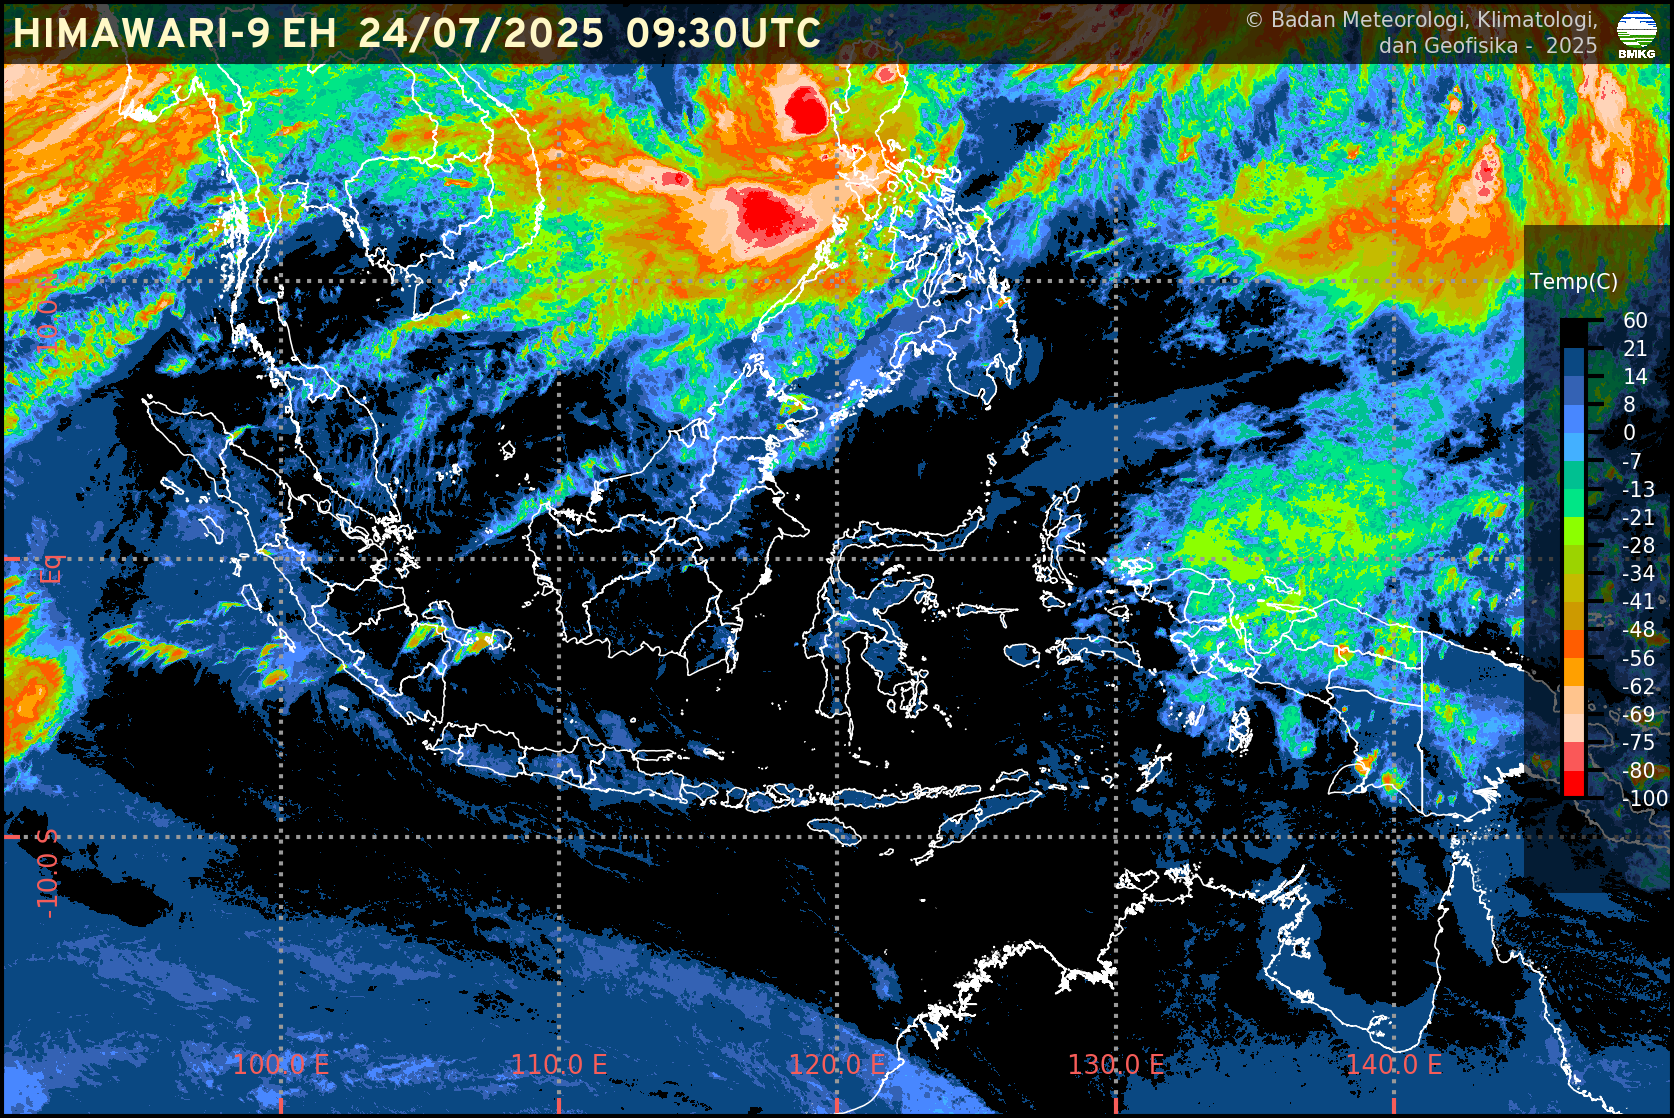 HIMAWARI-9 EH 24/07/2025 09:30UTC
© Badan Meteorologi, Klimatologi,
dan Geofisika - 2025
BMKG
Temp(C)
60
21
14
8
0
-7
-13
-21
-28
-34
-41
-48
-56
-62
-69
-75
-80
-100
10.0
Eq
-10.0 S
100.0 E
110.0 E
120.0 E
130.0 E
140.0 E